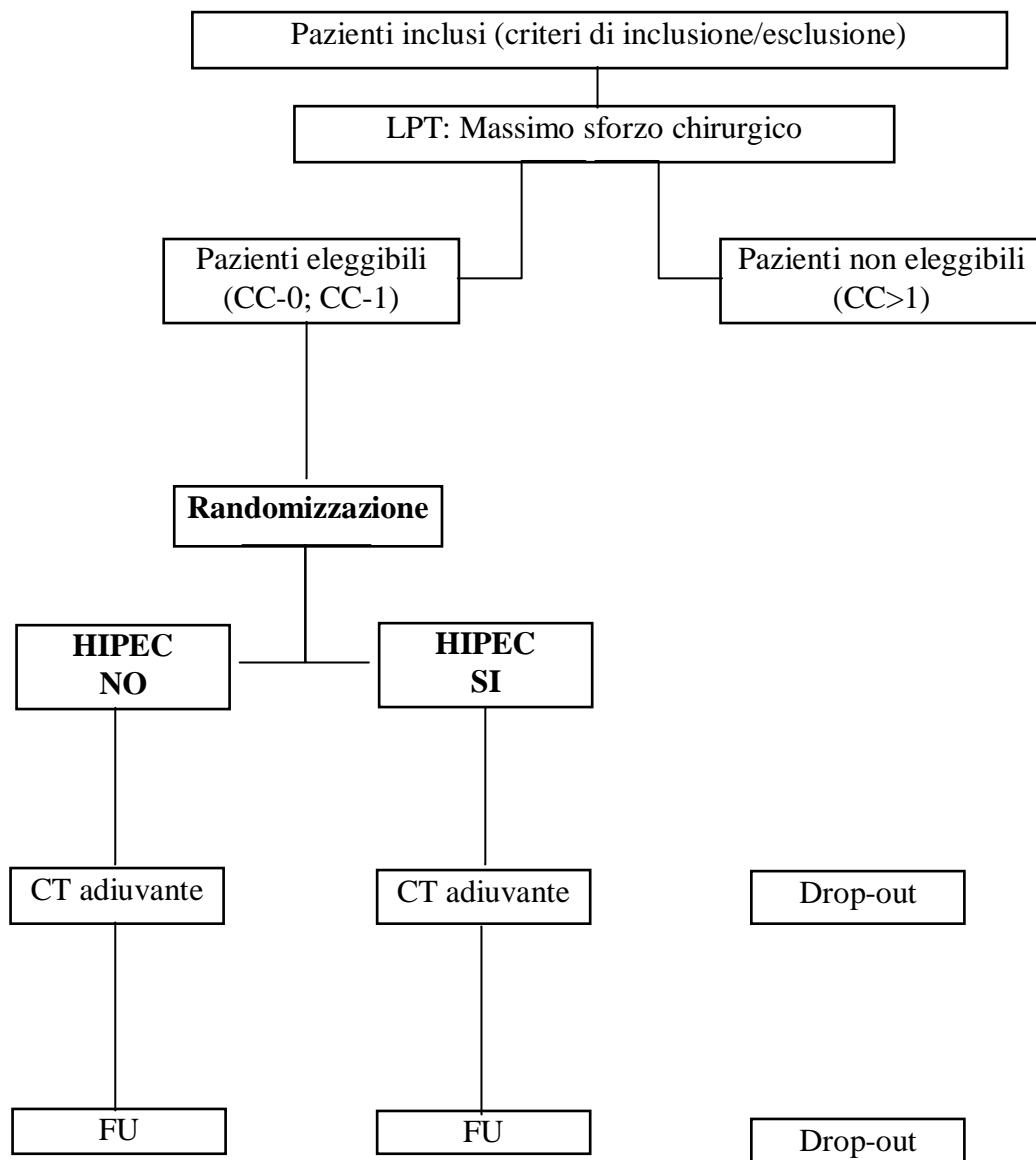 Pazienti inclusi (criteri di inclusione/esclusione)
LPT: Massimo sforzo chirurgico
Pazienti eleggibili
(CC-0; CC-1)
Pazienti non eleggibili
(CC>1)
Randomizzazione
HIPEC
NO
HIPEC
SI
CT adiuvante
CT adiuvante
Drop-out
FU
FU
Drop-out